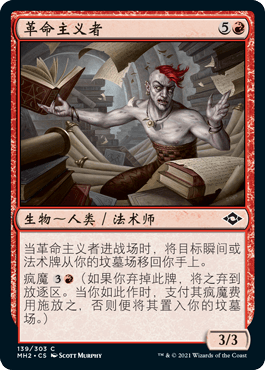 革命主义者 5
生物～人类／法术师
当革命主义者进战场时，将目标瞬间或
法术牌从你的坟墓场移回你手上。
疯魔 3（如果你弃掉此牌，将之弃到
放逐区。当你如此作时，支付其疯魔费
用施放之，否则便将其置入你的坟墓
场。）
3/3
139/303 C
MH2 • CS SCOTT MURPHY
™ & © 2021 Wizards of the Coast